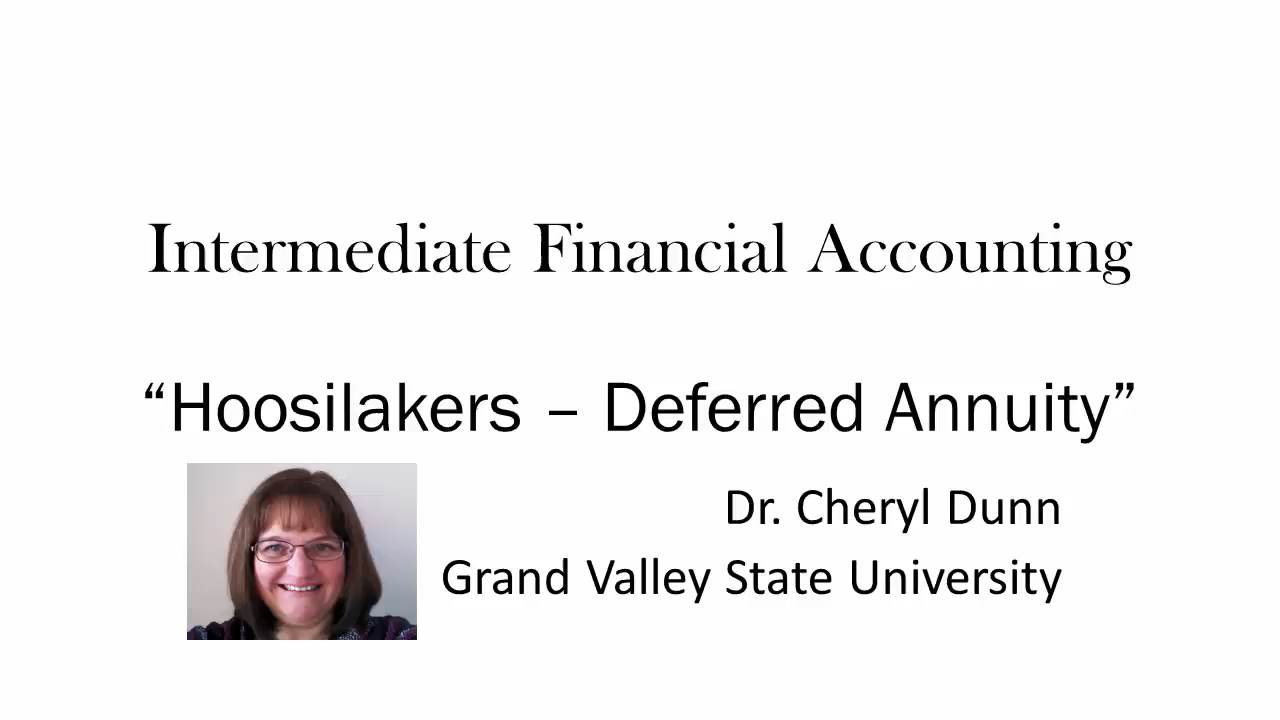 Intermediate Financial Accounting
“Hoosilakers – Deferred Annuity”
Dr. Cheryl Dunn
Grand Valley State University